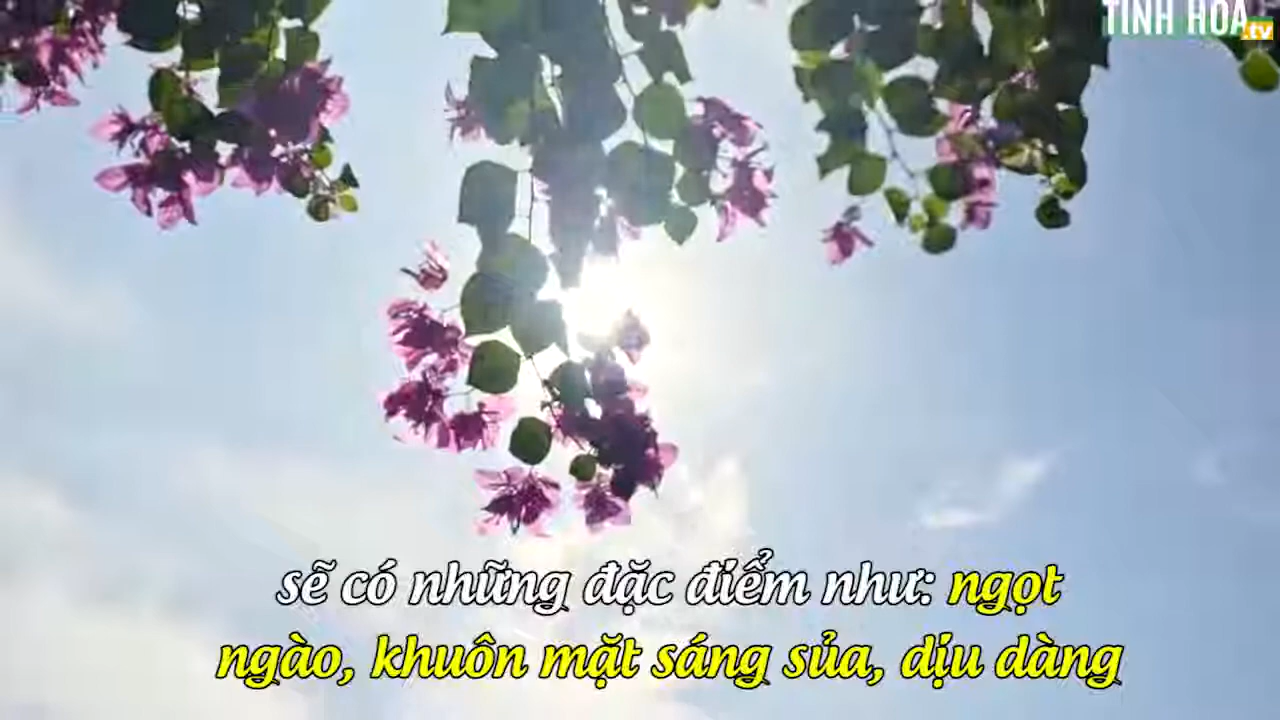 TINH HOA
.tv
sẽ có những đặc điểm như: ngọt
ngào, khuôn mặt sáng sủa, dịu dàng